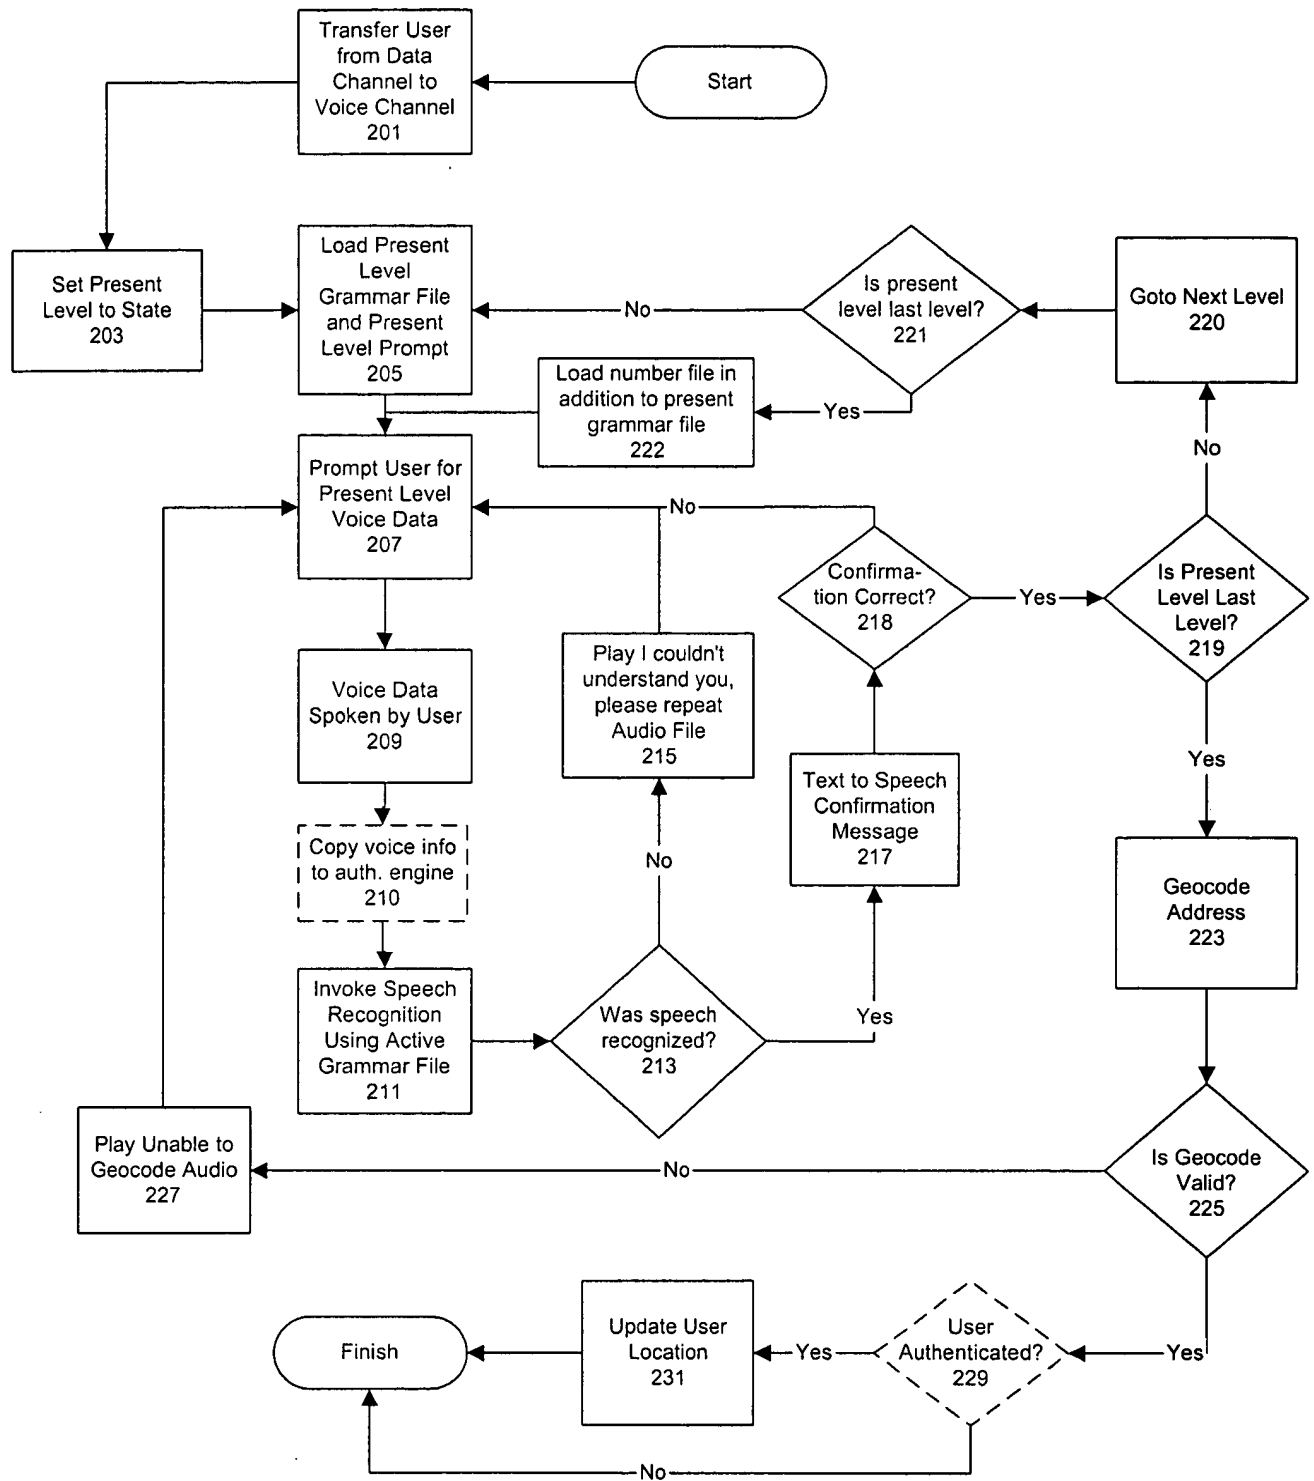 Transfer User
from Data
Channel to
Voice Channel
201
Start
Set Present
Level to State
203
Load Present
Level
Grammar File
and Present
Level Prompt
205
No
Is present
level last level?
221
Goto Next Level
220
Load number file in
addition to present
grammar file
222
Yes
No
Prompt User for
Present Level
Voice Data
207
No
Confirma-
tion Correct?
218
Yes
Is Present
Level Last
Level?
219
Voice Data
Spoken by User
209
Play I couldn't
understand you,
please repeat
Audio File
215
Yes
Text to Speech
Confirmation
Message
217
Copy voice info
to auth. engine
210
No
Geocode
Address
223
Invoke Speech
Recognition
Using Active
Grammar File
211
Was speech
recognized?
213
Yes
Play Unable to
Geocode Audio
227
No
Is Geocode
Valid?
225
Finish
Update User
Location
231
Yes
User
Authenticated?
229
Yes
No